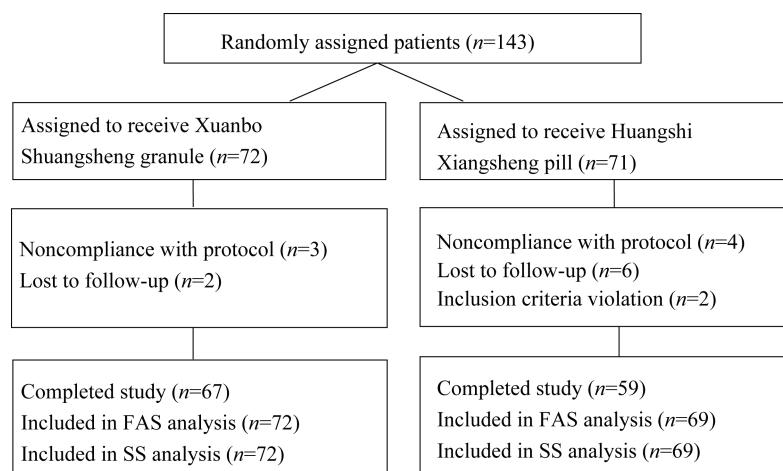 Randomly assigned patients (n=143)
Assigned to receive Xuanbo
Shuangsheng granule (n=72)
Assigned to receive Huangshi
Xiangsheng pill (n=71)
Noncompliance with protocol (n=3)
Lost to follow-up (n=2)
Noncompliance with protocol (n=4)
Lost to follow-up (n=6)
Inclusion criteria violation (n=2)
Completed study (n=67)
Included in FAS analysis (n=72)
Included in SS analysis (n=72)
Completed study (n=59)
Included in FAS analysis (n=69)
Included in SS analysis (n=69)